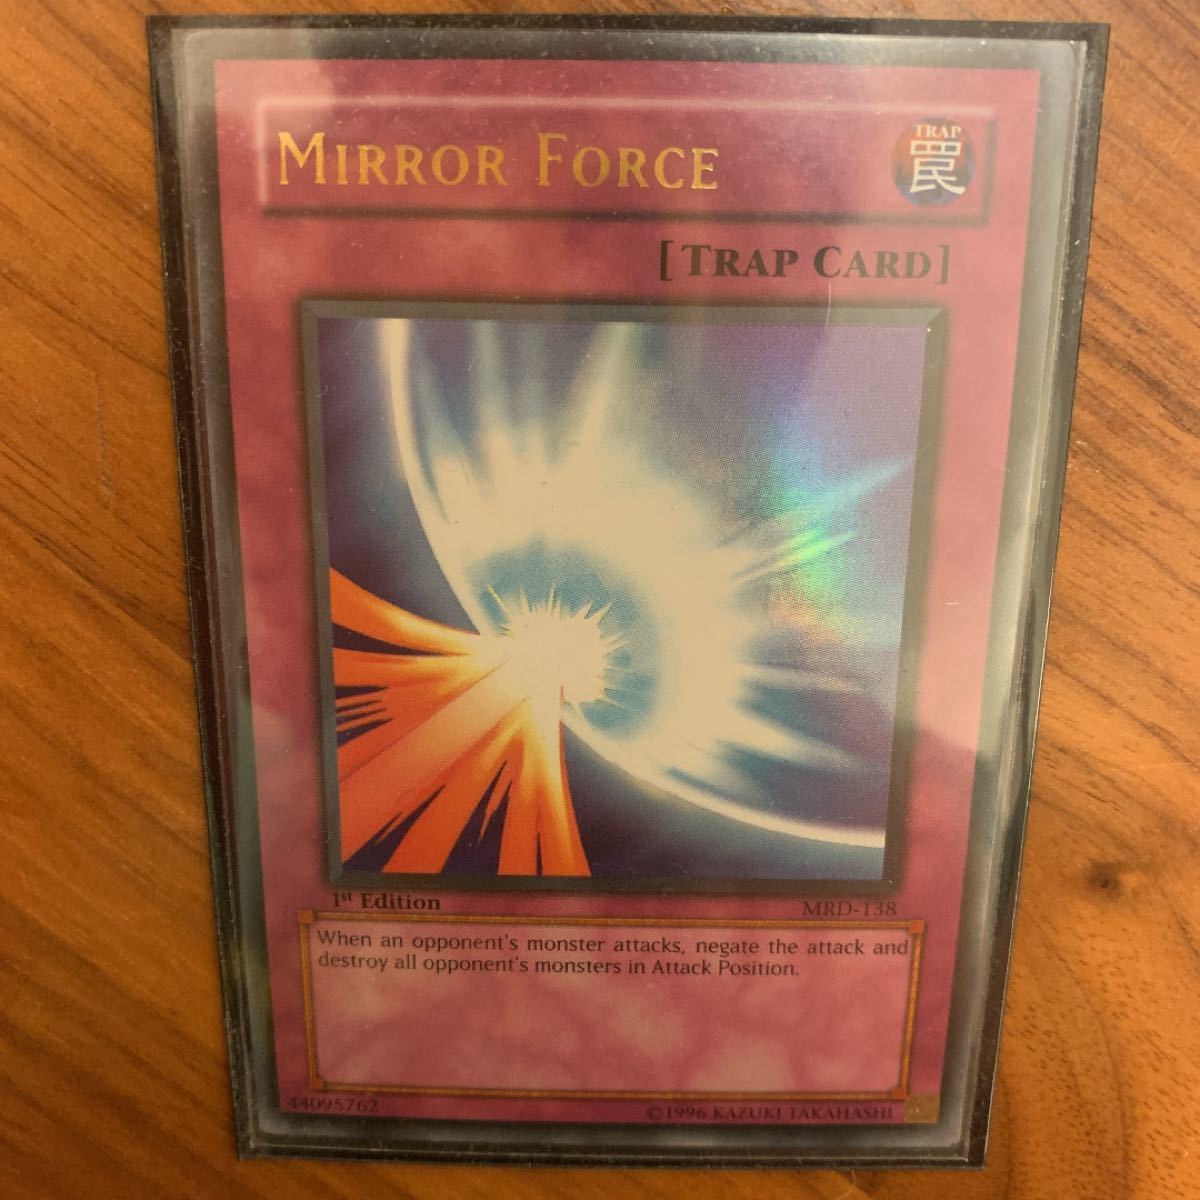 MIRROR FORCE
TRAP
罠
[TRAP CARD]
1st Edition
MRD-138
When an opponent's monster attacks, negate the attack and
destroy all opponent's monsters in Attack Position.
44095762
©1996 KAZUKI TAKAHASHI